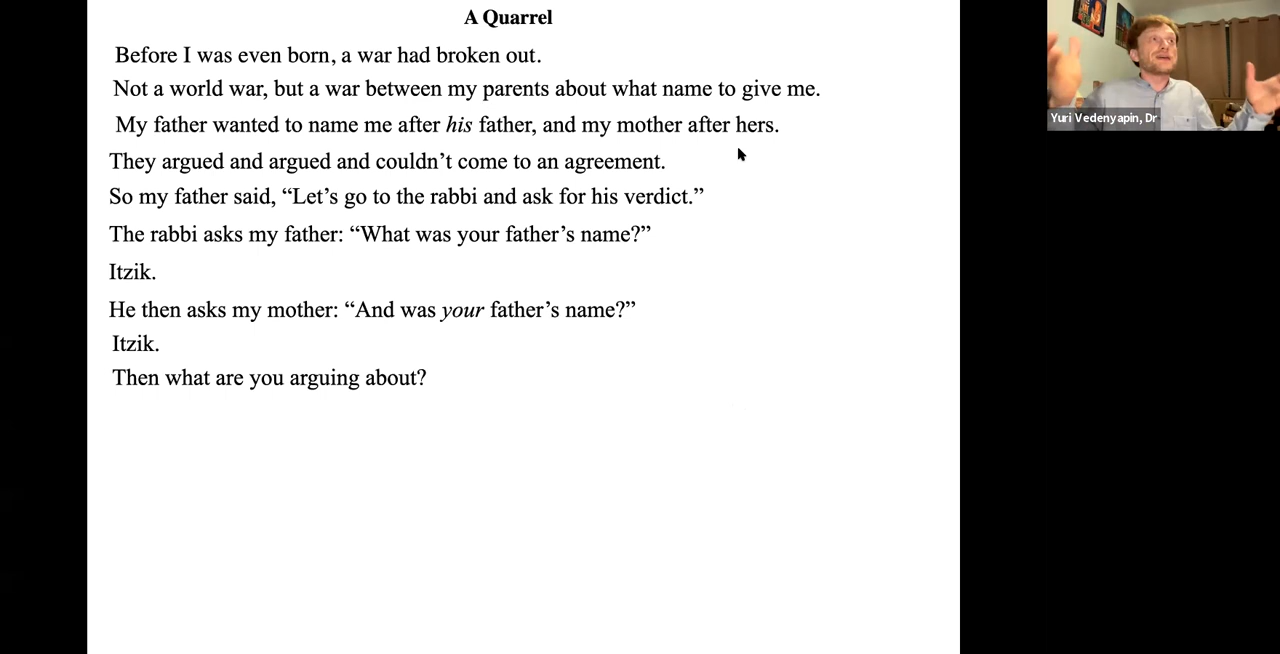 A Quarrel
Before I was even born, a war had broken out.
Not a world war, but a war between my parents about what name to give me.
My father wanted to name me after his father, and my mother after hers.
They argued and argued and couldn’t come to an agreement.
So my father said, “Let’s go to the rabbi and ask for his verdict.”
The rabbi asks my father: “What was your father’s name?”
Itzik.
He then asks my mother: “And was your father’s name?”
Itzik.
Then what are you arguing about?
Yuri Vedenyapin, Dr